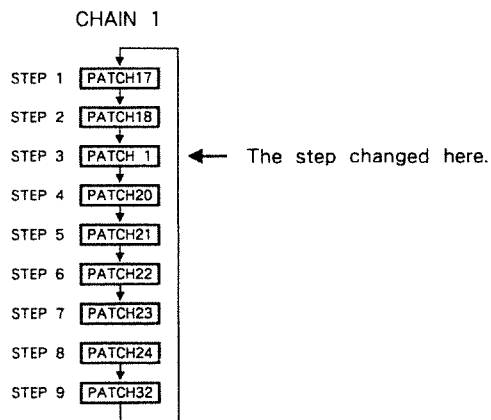 CHAIN 1
STEP 1 PATCH17
STEP 2 PATCH18
STEP 3 PATCH 1 The step changed here.
STEP 4 PATCH20
STEP 5 PATCH21
STEP 6 PATCH22
STEP 7 PATCH23
STEP 8 PATCH24
STEP 9 PATCH32